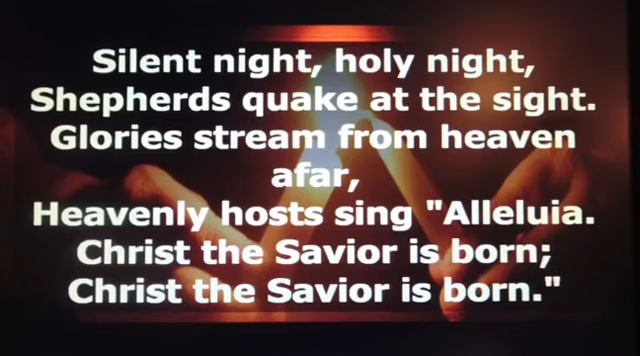 Silent night, holy night,
Shepherds quake at the sight.
Glories stream from heaven
afar,
Heavenly hosts sing "Alleluia.
Christ the Savior is born;
Christ the Savior is born."